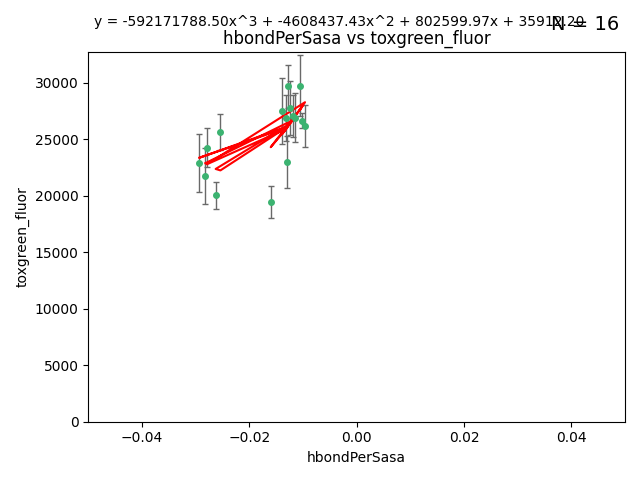 y = -592171788.50x^3 + -4608437.43x^2 + 802599.97x + 35912.20
N = 16
hbondPerSasa vs toxgreen_fluor
30000
25000
20000
15000
10000
5000
0
toxgreen_fluor
−0.04 −0.02 0.00 0.02 0.04
hbondPerSasa